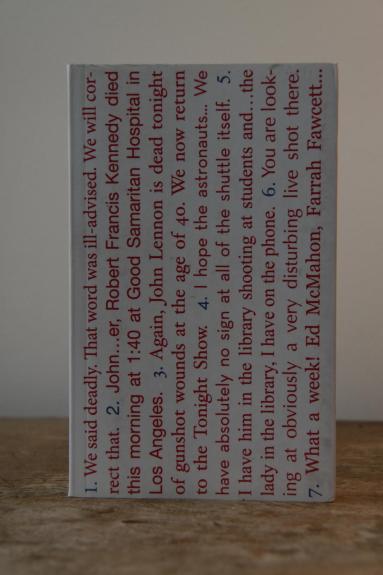 1. We said deadly. That word was ill-advised. We will cor-
rect that. 2. John...er, Robert Francis Kennedy died
this morning at 1:40 at Good Samaritan Hospital in
Los Angeles. 3. Again, John Lennon is dead tonight
of gunshot wounds at the age of 40. We now return
to the Tonight Show. 4. I hope the astronauts... We
have absolutely no sign at all of the shuttle itself. 5.
I have him in the library shooting at students and...the
lady in the library, I have on the phone. 6. You are look-
ing at obviously a very disturbing live shot there.
7. What a week! Ed McMahon, Farrah Fawcett...